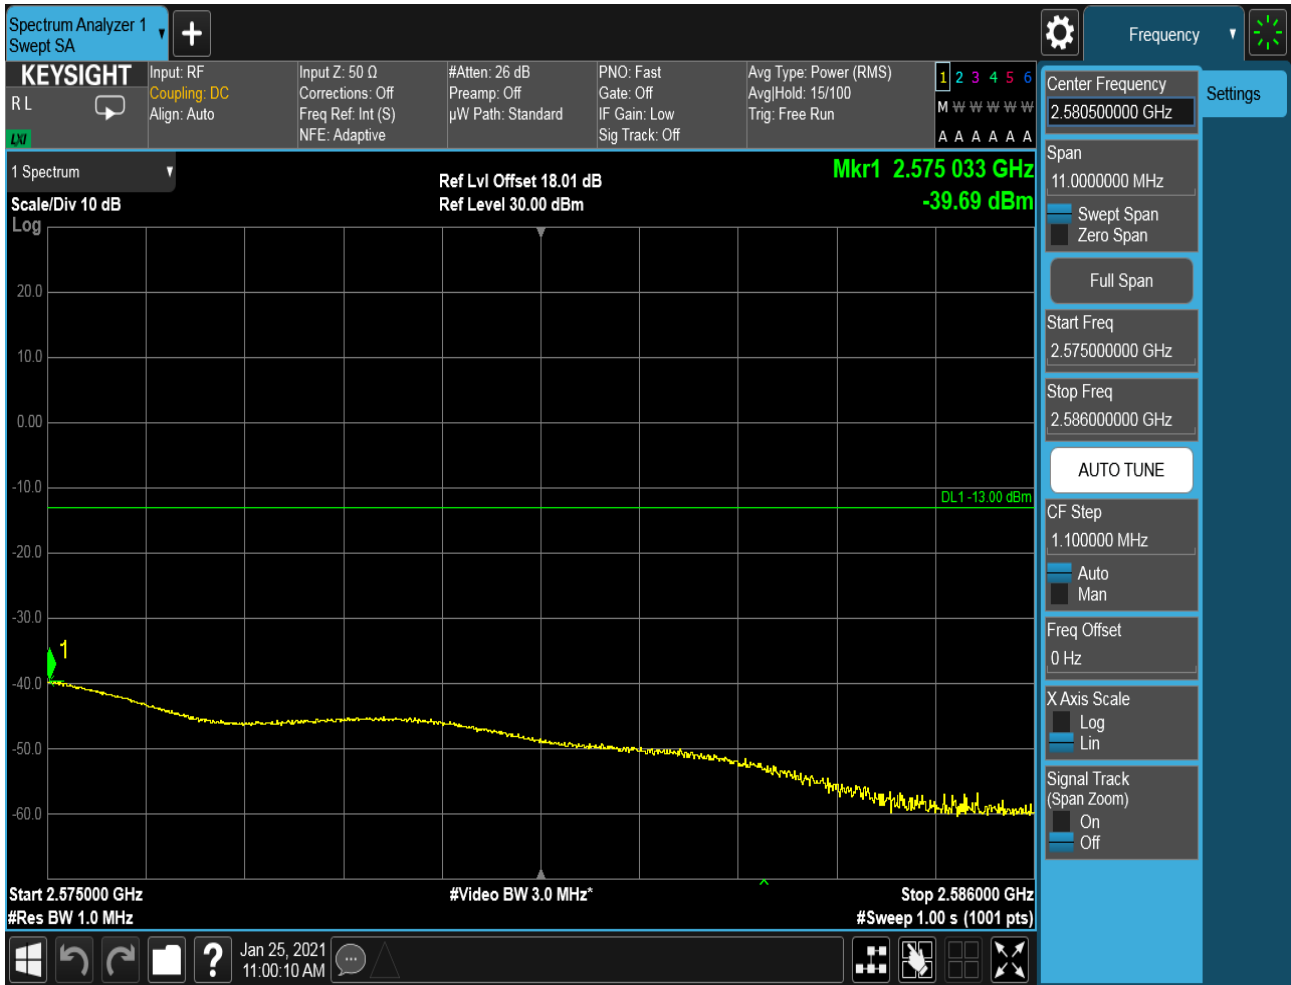 Spectrum Analyzer 1
Swept SA
Frequency
KEYSIGHT
R L
LXI
Input: RF
Coupling: DC
Align: Auto
Input Z: 50 Ω
Corrections: Off
Freq Ref: Int (S)
NFE: Adaptive
#Atten: 26 dB
Preamp: Off
µW Path: Standard
PNO: Fast
Gate: Off
IF Gain: Low
Sig Track: Off
Avg Type: Power (RMS)
Avg|Hold: 15/100
Trig: Free Run
1 2 3 4 5 6
M W W W W W
A A A A A A
Center Frequency
2.580500000 GHz
Settings
Span
11.0000000 MHz
Swept Span
Zero Span
Full Span
Start Freq
2.575000000 GHz
Stop Freq
2.586000000 GHz
AUTO TUNE
CF Step
1.100000 MHz
Auto
Man
Freq Offset
0 Hz
X Axis Scale
Log
Lin
Signal Track
(Span Zoom)
On
Off
1 Spectrum
Scale/Div 10 dB
Log
Ref Lvl Offset 18.01 dB
Ref Level 30.00 dBm
Mkr1 2.575 033 GHz
-39.69 dBm
20.0
10.0
0.00
-10.0
DL1 -13.00 dBm
-20.0
-30.0
1
-40.0
-50.0
-60.0
Start 2.575000 GHz
#Video BW 3.0 MHz*
Stop 2.586000 GHz
#Res BW 1.0 MHz
#Sweep 1.00 s (1001 pts)
?
Jan 25, 2021
11:00:10 AM